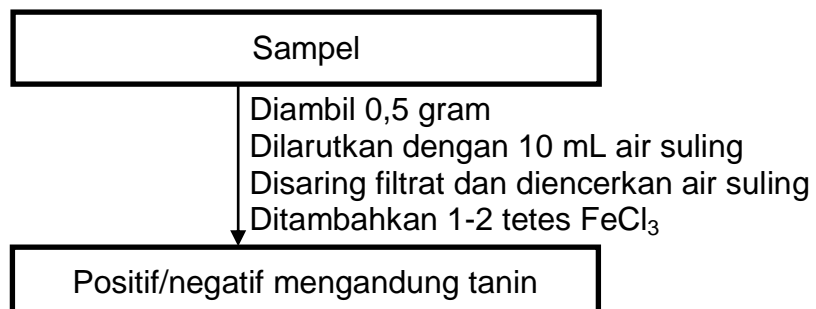 Sampel
Diambil 0,5 gram
Dilarutkan dengan 10 mL air suling
Disaring filtrat dan diencerkan air suling
Ditambahkan 1-2 tetes FeCl₃
Positif/negatif mengandung tanin